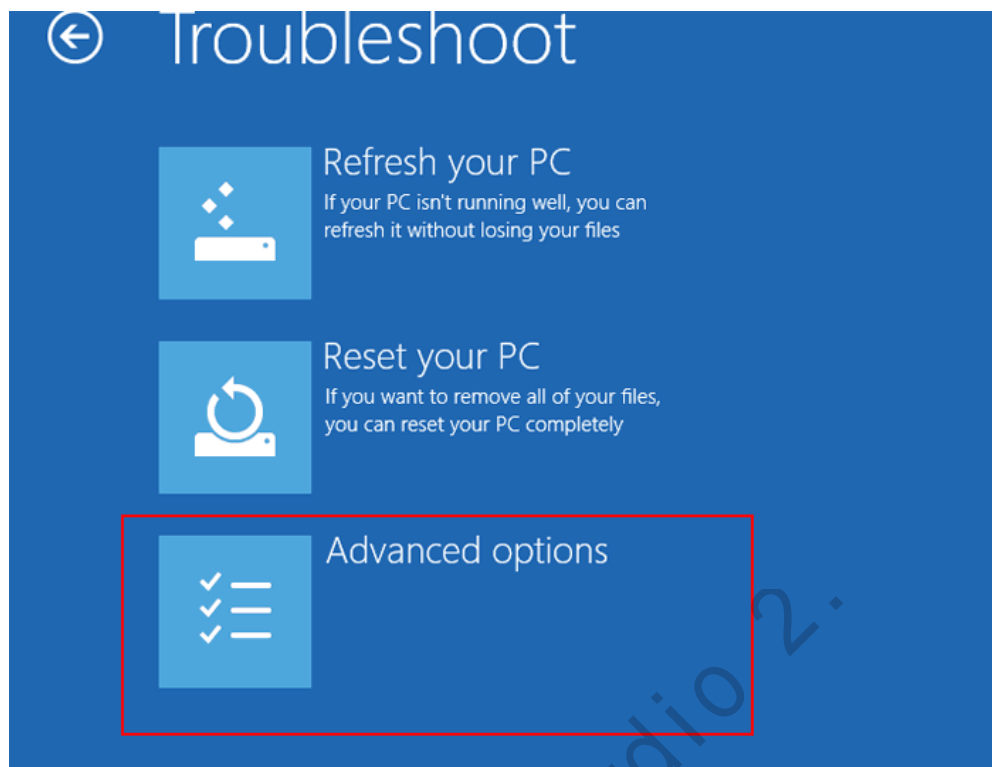 Troubleshoot
Refresh your PC
If your PC isn't running well, you can
refresh it without losing your files
Reset your PC
If you want to remove all of your files,
you can reset your PC completely
Advanced options
2.